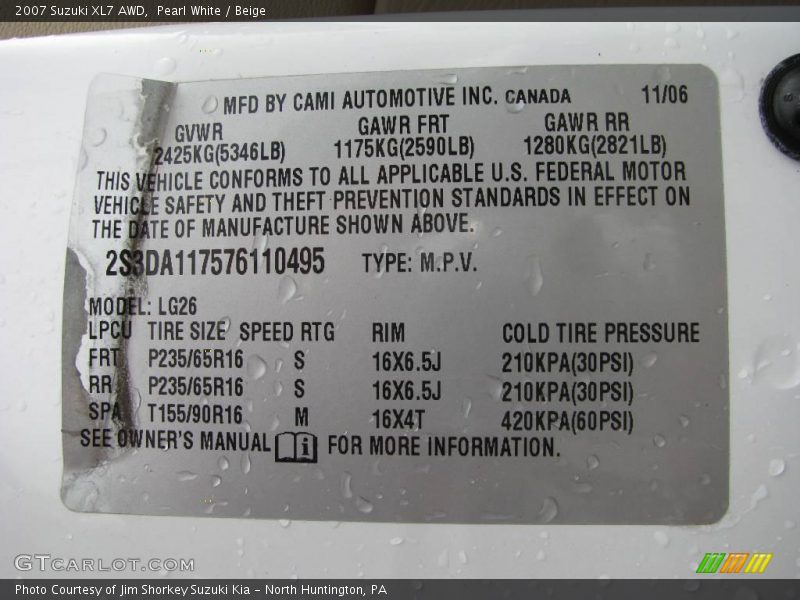 2007 Suzuki XL7 AWD, Pearl White / Beige
MFD BY CAMI AUTOMOTIVE INC. CANADA 11/06
GVWR GAWR FRT GAWR RR
2425KG(5346LB) 1175KG(2590LB) 1280KG(2821LB)
THIS VEHICLE CONFORMS TO ALL APPLICABLE U.S. FEDERAL MOTOR
VEHICLE SAFETY AND THEFT PREVENTION STANDARDS IN EFFECT ON
THE DATE OF MANUFACTURE SHOWN ABOVE.
2S3DA117576110495 TYPE: M.P.V.
MODEL: LG26
LPCU TIRE SIZE SPEED RTG RIM COLD TIRE PRESSURE
FRT P235/65R16 S 16X6.5J 210KPA(30PSI)
RR P235/65R16 S 16X6.5J 210KPA(30PSI)
SPA T155/90R16 M 16X4T 420KPA(60PSI)
SEE OWNER'S MANUAL i FOR MORE INFORMATION.
GTCARLOT.COM
Photo Courtesy of Jim Shorkey Suzuki Kia - North Huntington, PA